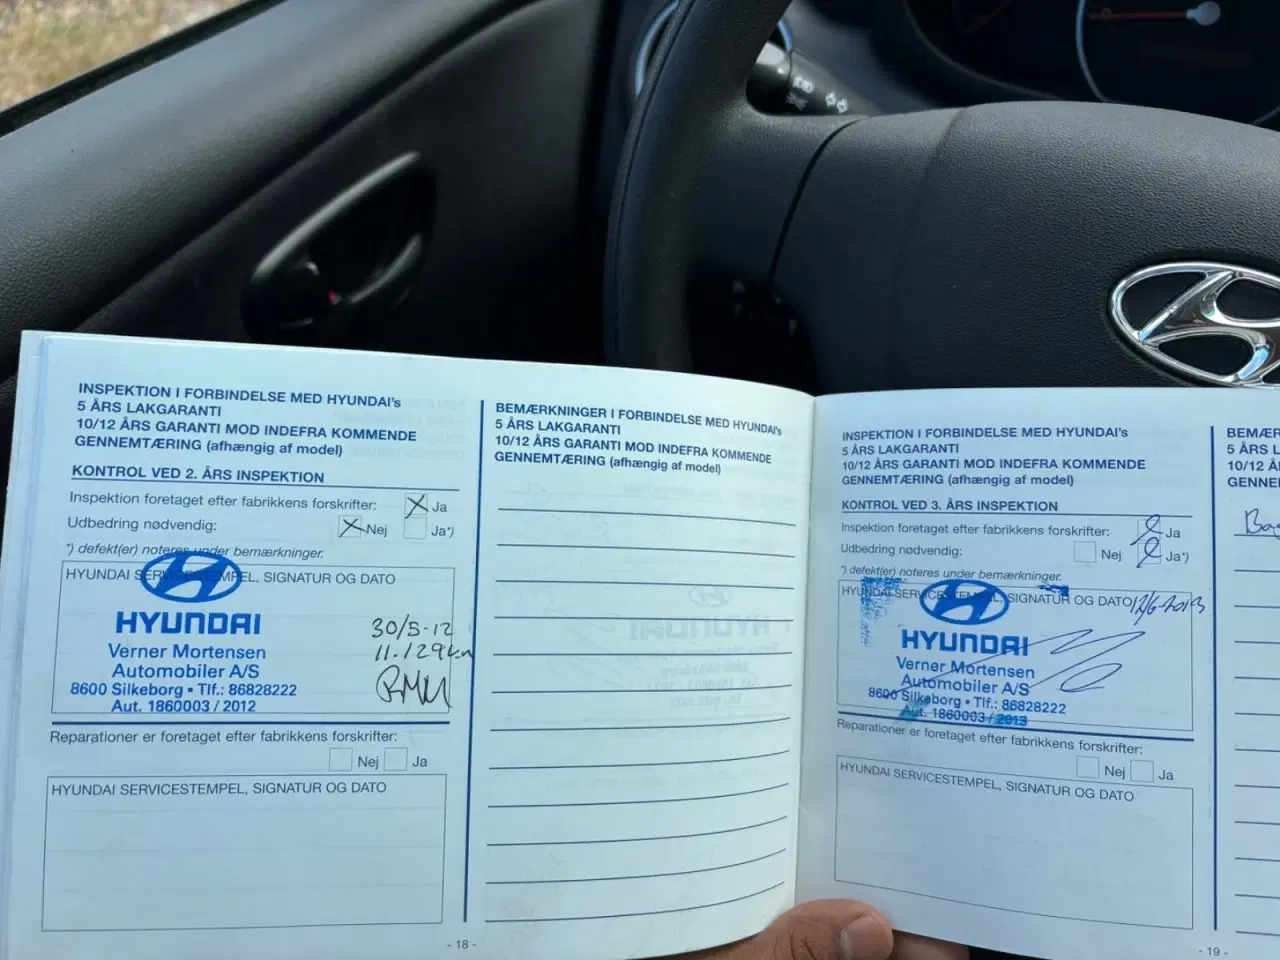 INSPEKTION I FORBINDELSE MED HYUNDAI's
5 ÅRS LAKGARANTI
10/12 ÅRS GARANTI MOD INDEFRA KOMMENDE
GENNEMTÆRING (afhængig af model)
KONTROL VED 2. ÅRS INSPEKTION
Inspektion foretaget efter fabrikkens forskrifter: Ja
Udbedring nødvendig: Nej Ja*)
*) defekt(er) noteres under bemærkninger.
HYUNDAI SERVICESTEMPEL, SIGNATUR OG DATO
HYUNDAI
Verner Mortensen
Automobiler A/S
8600 Silkeborg • Tlf.: 86828222
Aut. 1860003 / 2012
30/5-12
11.129km
Reparationer er foretaget efter fabrikkens forskrifter:
Nej Ja
HYUNDAI SERVICESTEMPEL, SIGNATUR OG DATO
- 18 -
BEMÆRKNINGER I FORBINDELSE MED HYUNDAI's
5 ÅRS LAKGARANTI
10/12 ÅRS GARANTI MOD INDEFRA KOMMENDE
GENNEMTÆRING (afhængig af model)
INSPEKTION I FORBINDELSE MED HYUNDAI's
5 ÅRS LAKGARANTI
10/12 ÅRS GARANTI MOD INDEFRA KOMMENDE
GENNEMTÆRING (afhængig af model)
KONTROL VED 3. ÅRS INSPEKTION
Inspektion foretaget efter fabrikkens forskrifter: Ja
Udbedring nødvendig: Nej Ja*)
*) defekt(er) noteres under bemærkninger.
HYUNDAI SERVICESTEMPEL, SIGNATUR OG DATO
12/6-2013
HYUNDAI
Verner Mortensen
Automobiler A/S
8600 Silkeborg • Tlf.: 86828222
Aut. 1860003 / 2013
Reparationer er foretaget efter fabrikkens forskrifter:
Nej Ja
HYUNDAI SERVICESTEMPEL, SIGNATUR OG DATO
- 19 -
BEMÆR
5 ÅRS L
10/12 Å
GENNE